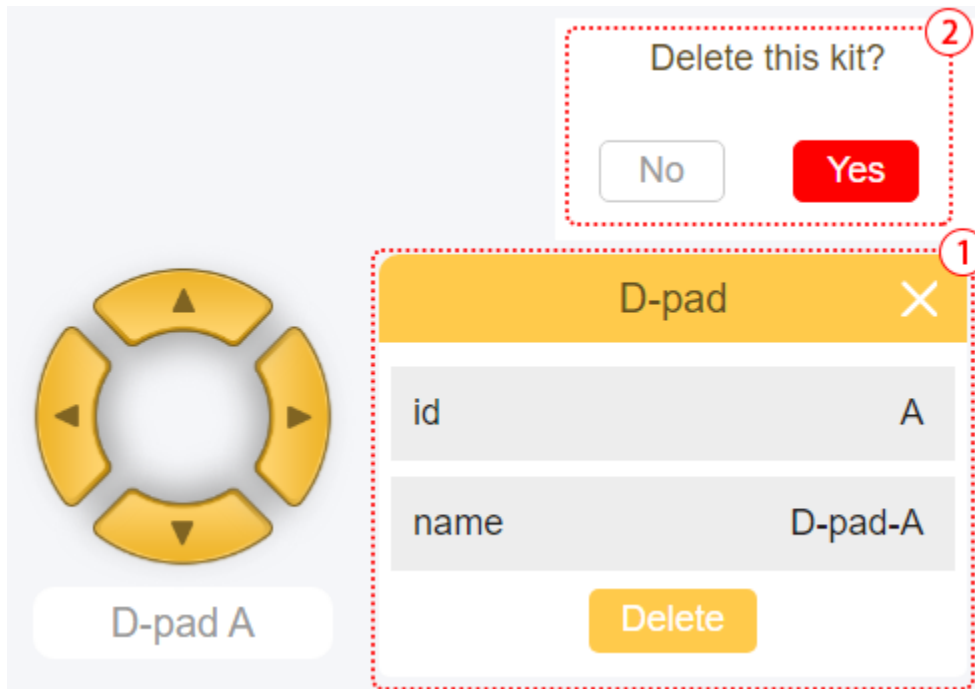 2
Delete this kit?
No Yes
1
D-pad
id A
name D-pad-A
Delete
D-pad A